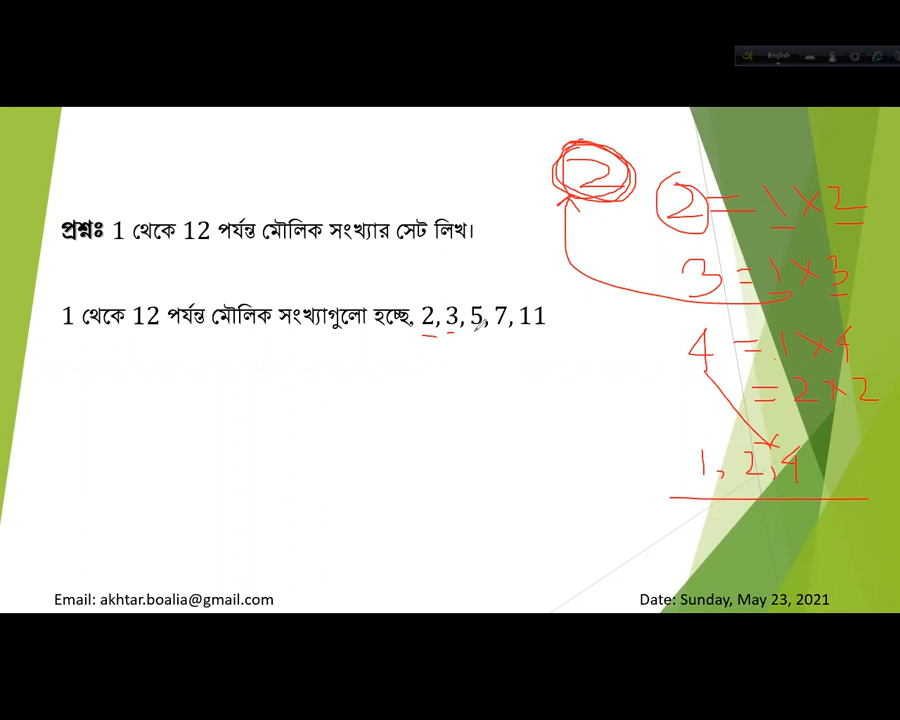 English
2
2 = 1 × 2
প্রশ্নঃ 1 থেকে 12 পর্যন্ত মৌলিক সংখ্যার সেট লিখ।
3 = 1 × 3
1 থেকে 12 পর্যন্ত মৌলিক সংখ্যাগুলো হচ্ছে, 2, 3, 5, 7, 11
4 = 1 × 4
= 2 × 2
1, 2, 4
Email: akhtar.boalia@gmail.com
Date: Sunday, May 23, 2021